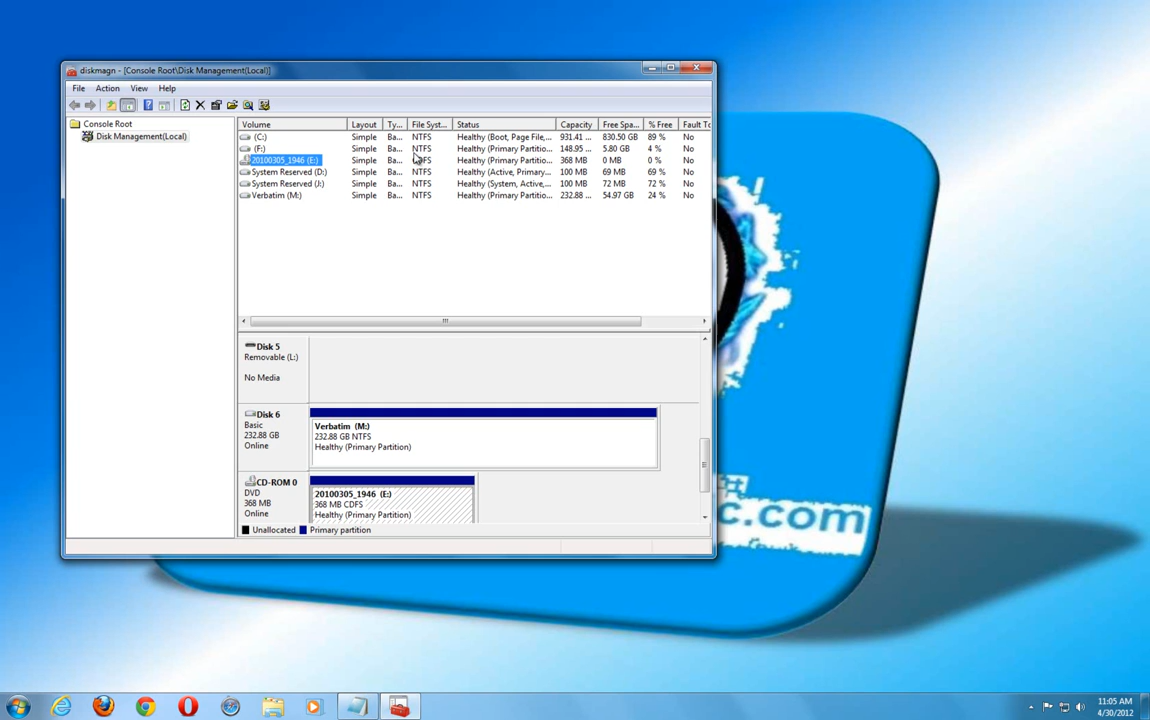 diskmagn - [Console Root\Disk Management(Local)]
File Action View Help
Console Root
Disk Management(Local)
Volume Layout Ty... File Syst... Status Capacity Free Spa... % Free Fault To
(C:) Simple Ba... NTFS Healthy (Boot, Page File,... 931.41 ... 830.50 GB 89 % No
(F:) Simple Ba... NTFS Healthy (Primary Partitio... 148.95 ... 5.80 GB 4 % No
20100305_1946 (E:) Simple Ba... Healthy (Primary Partitio... 368 MB 0 MB 0 % No
System Reserved (D:) Simple Ba... NTFS Healthy (Active, Primary... 100 MB 69 MB 69 % No
System Reserved (J:) Simple Ba... NTFS Healthy (System, Active,... 100 MB 72 MB 72 % No
Verbatim (M:) Simple Ba... NTFS Healthy (Primary Partitio... 232.88 ... 54.97 GB 24 % No
Disk 5
Removable (L:)
No Media
Disk 6
Basic
232.88 GB
Online
Verbatim (M:)
232.88 GB NTFS
Healthy (Primary Partition)
CD-ROM 0
DVD
368 MB
Online
20100305_1946 (E:)
368 MB CDFS
Healthy (Primary Partition)
Unallocated Primary partition
c.com
11:05 AM
4/30/2012